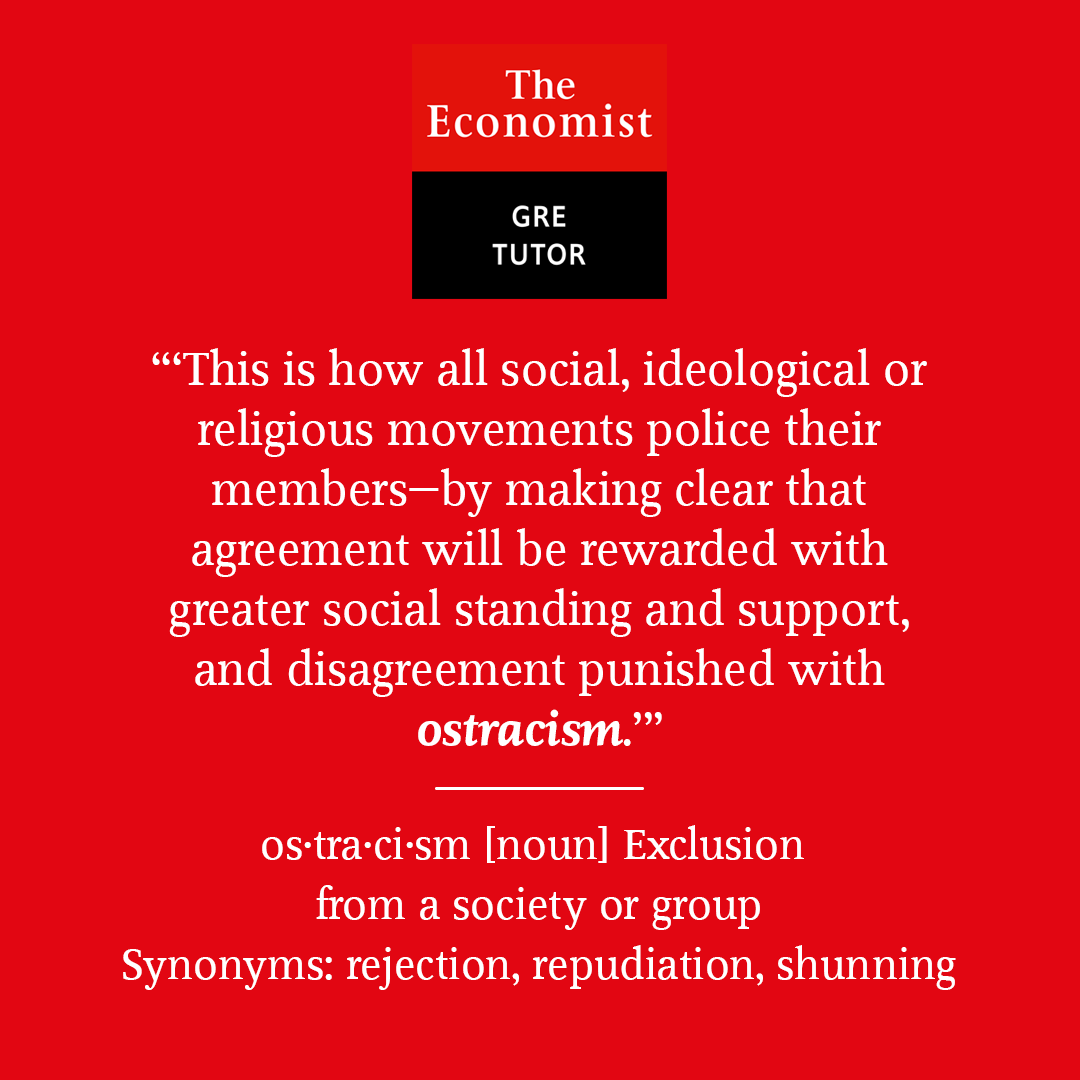 The
Economist
GRE
TUTOR
“‘This is how all social, ideological or
religious movements police their
members—by making clear that
agreement will be rewarded with
greater social standing and support,
and disagreement punished with
ostracism.’”
os·tra·ci·sm [noun] Exclusion
from a society or group
Synonyms: rejection, repudiation, shunning